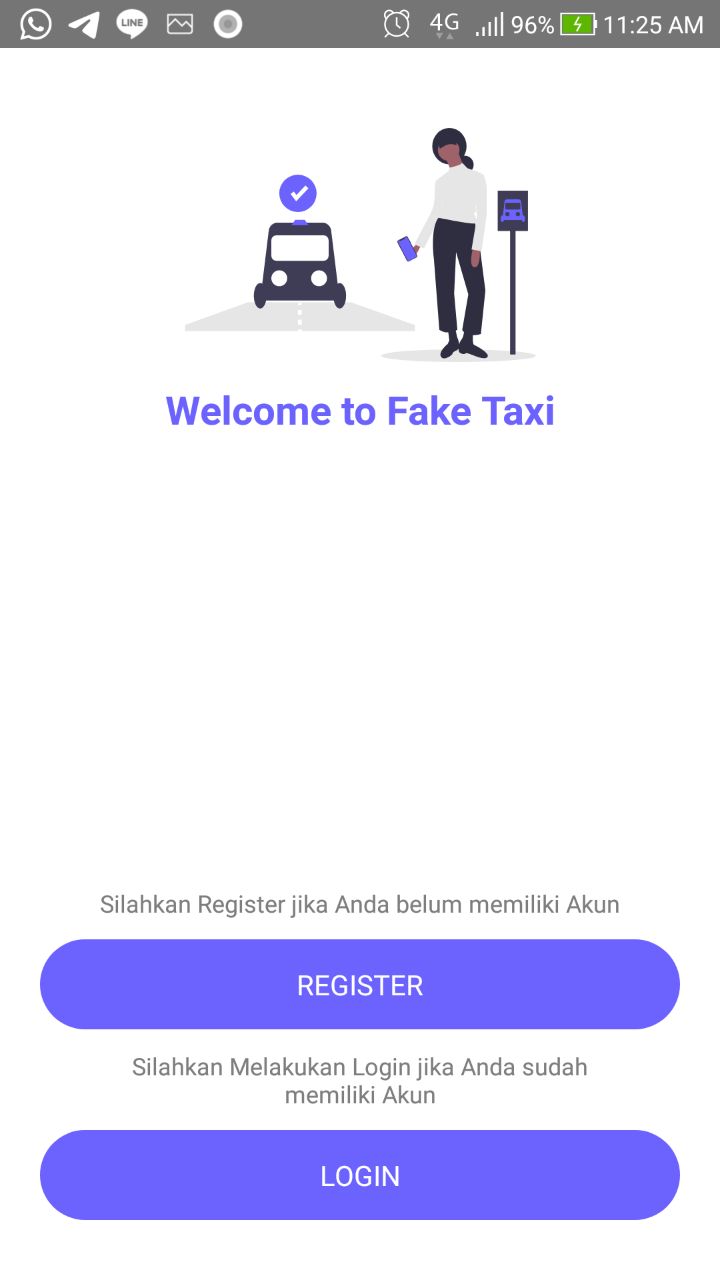 LINE
4G
96%
11:25 AM
Welcome to Fake Taxi
Silahkan Register jika Anda belum memiliki Akun
REGISTER
Silahkan Melakukan Login jika Anda sudah
memiliki Akun
LOGIN